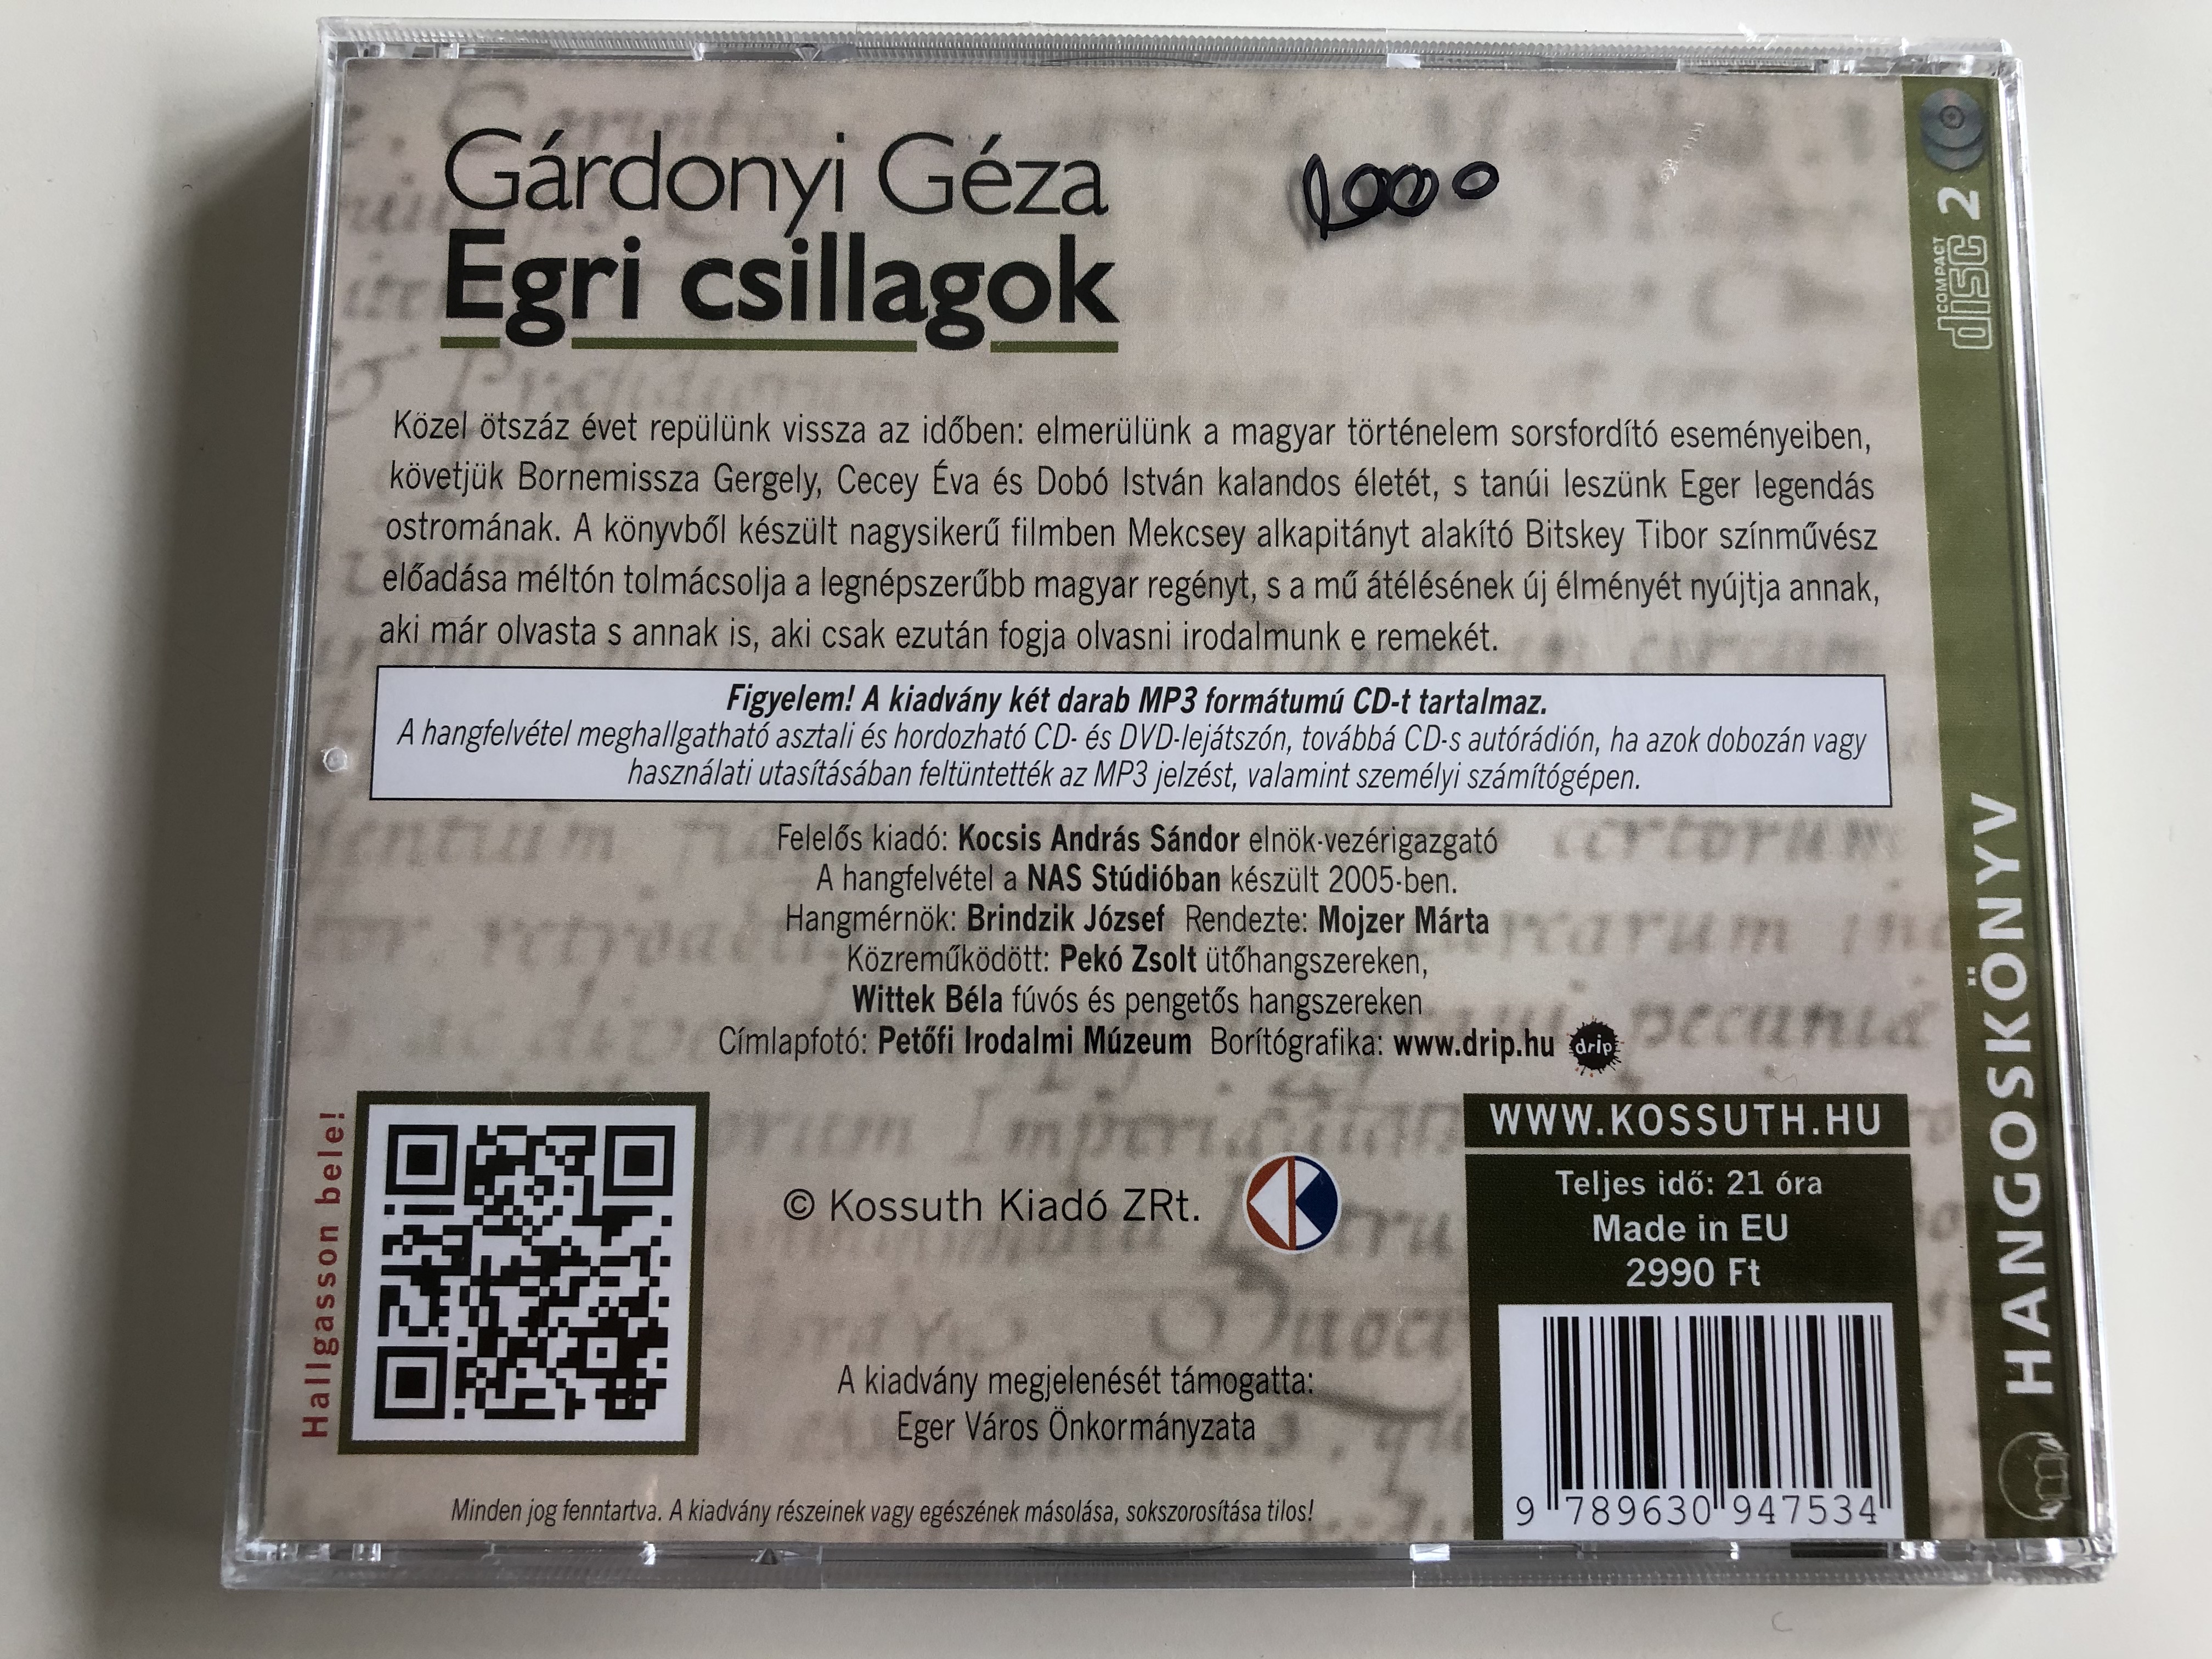 Gárdonyi Géza
1000
Egri csillagok
Közel ötszáz évet repülünk vissza az időben: elmerülünk a magyar történelem sorsfordító eseményeiben,
követjük Bornemissza Gergely, Cecey Éva és Dobó István kalandos életét, s tanúi leszünk Eger legendás
ostromának. A könyvből készült nagysikerű filmben Mekcsey alkapitányt alakító Bitskey Tibor színművész
előadása méltón tolmácsolja a legnépszerűbb magyar regényt, s a mű átélésének új élményét nyújtja annak,
aki már olvasta s annak is, aki csak ezután fogja olvasni irodalmunk e remekét.
Figyelem! A kiadvány két darab MP3 formátumú CD-t tartalmaz.
A hangfelvétel meghallgatható asztali és hordozható CD- és DVD-lejátszón, továbbá CD-s autórádión, ha azok dobozán vagy
használati utasításában feltüntették az MP3 jelzést, valamint személyi számítógépen.
Felelős kiadó: Kocsis András Sándor elnök-vezérigazgató
A hangfelvétel a NAS Stúdióban készült 2005-ben.
Hangmérnök: Brindzik József Rendezte: Mojzer Márta
Közreműködött: Pekó Zsolt ütőhangszereken,
Wittek Béla fúvós és pengetős hangszereken
Címlapfotó: Petőfi Irodalmi Múzeum Borítógrafika: www.drip.hu drip
Hallgasson bele!
© Kossuth Kiadó ZRt.
A kiadvány megjelenését támogatta:
Eger Város Önkormányzata
WWW.KOSSUTH.HU
Teljes idő: 21 óra
Made in EU
2990 Ft
9 789630 947534
Minden jog fenntartva. A kiadvány részeinek vagy egészének másolása, sokszorosítása tilos!
COMPACT disc 2
HANGOSKÖNYV